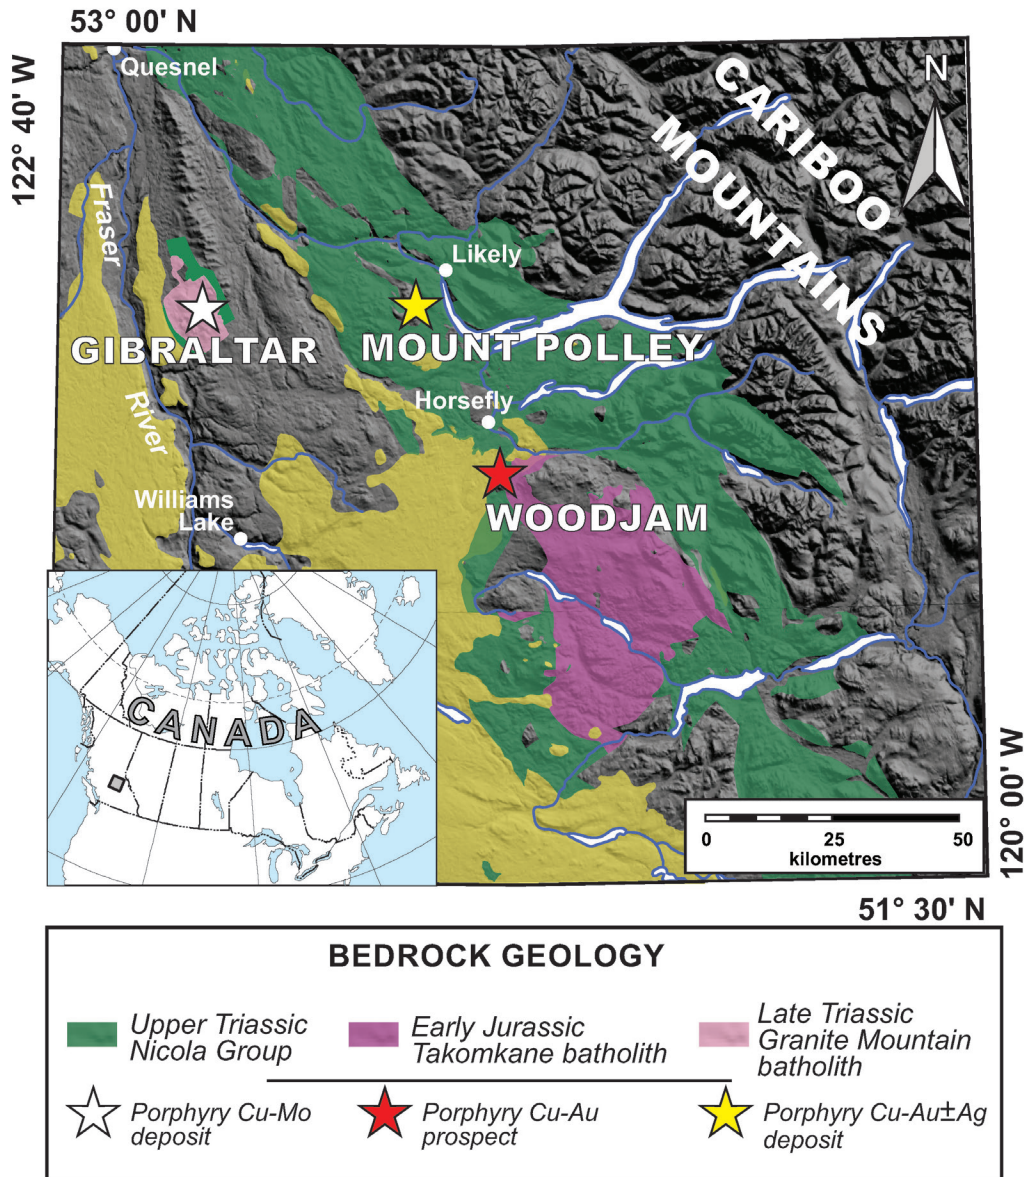 53° 00' N
122° 40' W
Quesnel
N
CARIBOO
MOUNTAINS
Fraser
Likely
GIBRALTAR
MOUNT POLLEY
River
Horsefly
Williams
Lake
WOODJAM
CANADA
0 25 50
kilometres
120° 00' W
51° 30' N
BEDROCK GEOLOGY
Upper Triassic
Nicola Group
Early Jurassic
Takomkane batholith
Late Triassic
Granite Mountain
batholith
Porphyry Cu-Mo
deposit
Porphyry Cu-Au
prospect
Porphyry Cu-Au±Ag
deposit